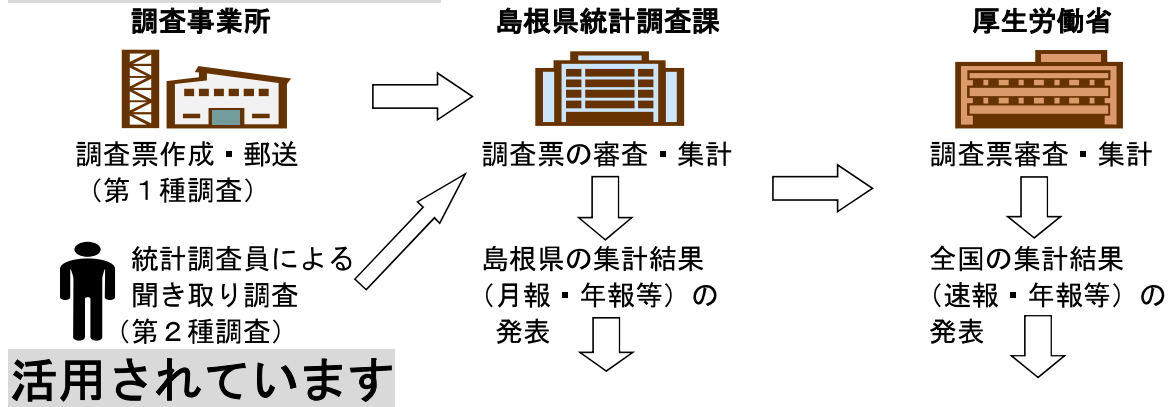 調査事業所
調査票作成・郵送
（第１種調査）
統計調査員による
聞き取り調査
（第２種調査）
島根県統計調査課
調査票の審査・集計
島根県の集計結果
（月報・年報等）の
発表
厚生労働省
調査票審査・集計
全国の集計結果
（速報・年報等）の
発表
活用されています